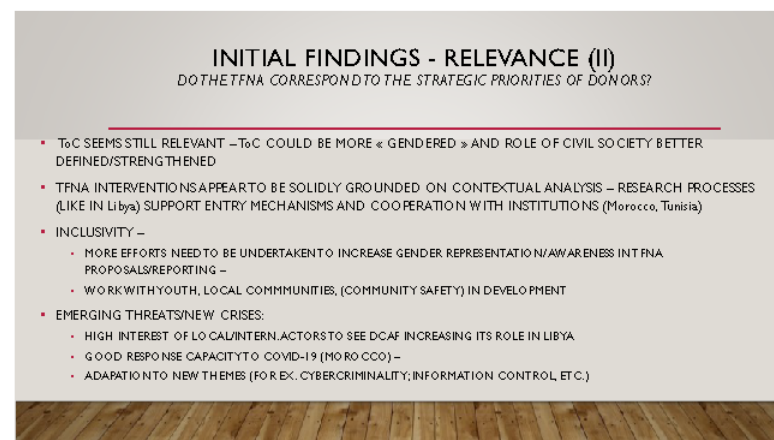 INITIAL FINDINGS - RELEVANCE (II)
DO THE TFNA CORRESPOND TO THE STRATEGIC PRIORITIES OF DONORS?
▪ ToC SEEMS STILL RELEVANT – ToC COULD BE MORE « GENDERED » AND ROLE OF CIVIL SOCIETY BETTER
DEFINED/STRENGTHENED
▪ TFNA INTERVENTIONS APPEAR TO BE SOLIDLY GROUNDED ON CONTEXTUAL ANALYSIS – RESEARCH PROCESSES
(LIKE IN Libya) SUPPORT ENTRY MECHANISMS AND COOPERATION WITH INSTITUTIONS (Morocco, Tunisia)
▪ INCLUSIVITY –
▪ MORE EFFORTS NEED TO BE UNDERTAKEN TO INCREASE GENDER REPRESENTATION/AWARENESS IN TFNA
PROPOSALS/REPORTING –
▪ WORK WITH YOUTH, LOCAL COMMMUNITIES, (COMMUNITY SAFETY) IN DEVELOPMENT
▪ EMERGING THREATS/NEW CRISES:
▪ HIGH INTEREST OF LOCAL/INTERN. ACTORS TO SEE DCAF INCREASING ITS ROLE IN LIBYA
▪ GOOD RESPONSE CAPACITY TO COVID-19 (MOROCCO) –
▪ ADAPATION TO NEW THEMES (FOR EX. CYBERCRIMINALITY; INFORMATION CONTROL, ETC.)